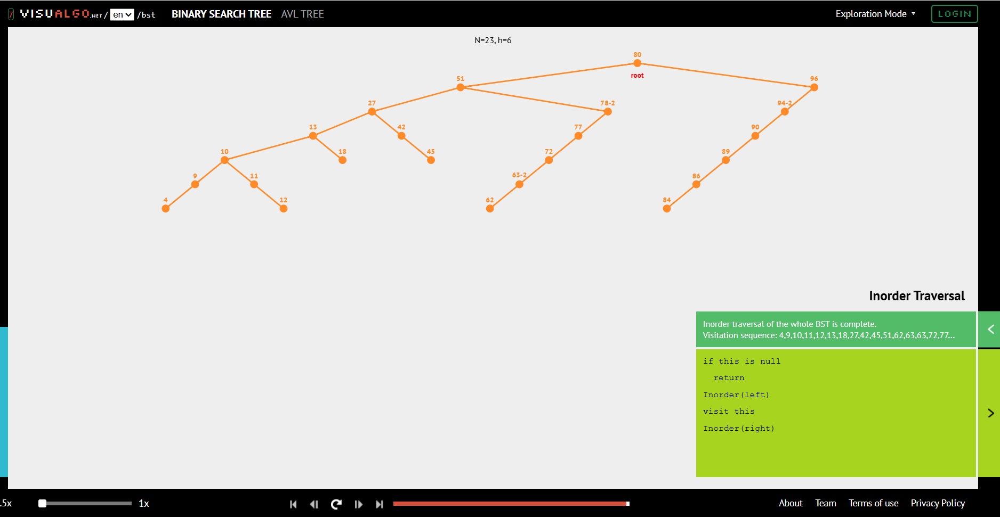 7 VISUALGO.NET / en /bst BINARY SEARCH TREE AVL TREE Exploration Mode LOGIN
N=23, h=6
80
root
51 96
27 78-2 94-2
13 42 77 90
10 18 45 72 89
9 11 63-2 86
4 12 62 84
Inorder Traversal
Inorder traversal of the whole BST is complete.
Visitation sequence: 4,9,10,11,12,13,18,27,42,45,51,62,63,63,72,77...
if this is null
return
Inorder(left)
visit this
Inorder(right)
.5x 1x About Team Terms of use Privacy Policy